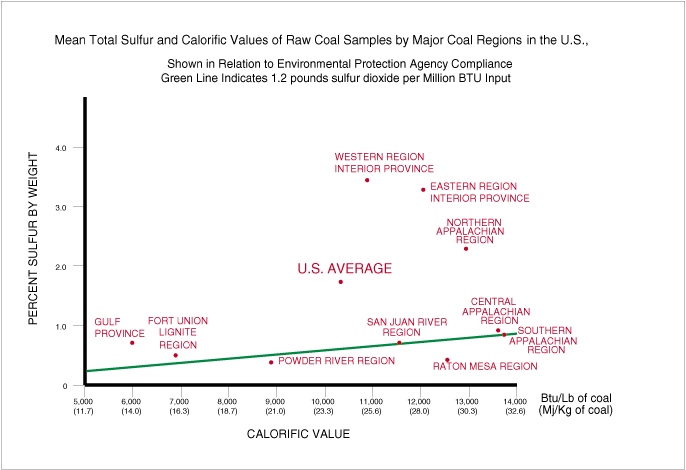 Mean Total Sulfur and Calorific Values of Raw Coal Samples by Major Coal Regions in the U.S.,
Shown in Relation to Environmental Protection Agency Compliance
Green Line Indicates 1.2 pounds sulfur dioxide per Million BTU Input
PERCENT SULFUR BY WEIGHT
4.0
3.0
2.0
1.0
0
WESTERN REGION
INTERIOR PROVINCE
EASTERN REGION
INTERIOR PROVINCE
NORTHERN
APPALACHIAN
REGION
U.S. AVERAGE
GULF
PROVINCE
FORT UNION
LIGNITE
REGION
POWDER RIVER REGION
SAN JUAN RIVER
REGION
CENTRAL
APPALACHIAN
REGION
SOUTHERN
APPALACHIAN
REGION
RATON MESA REGION
5,000 6,000 7,000 8,000 9,000 10,000 11,000 12,000 13,000 14,000 Btu/Lb of coal
(11.7) (14.0) (16.3) (18.7) (21.0) (23.3) (25.6) (28.0) (30.3) (32.6) (Mj/Kg of coal)
CALORIFIC VALUE